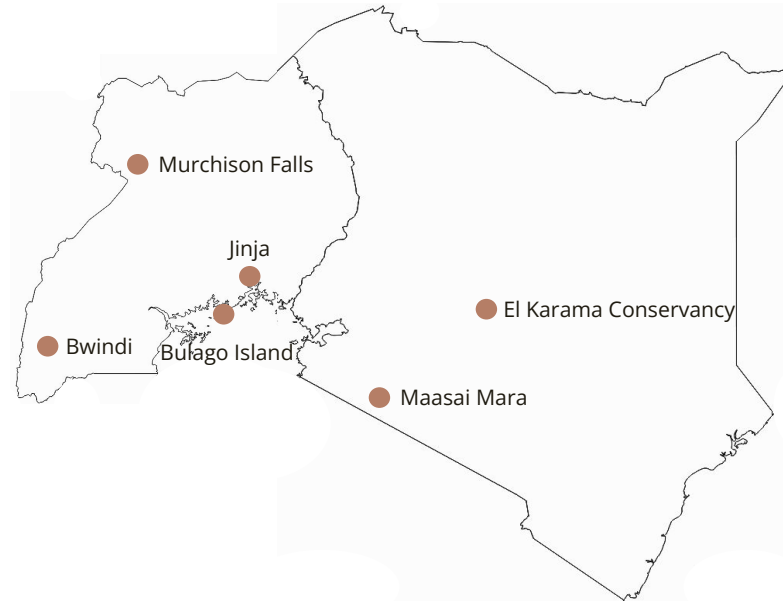 Murchison Falls
Jinja
El Karama Conservancy
Bwindi
Bulago Island
Maasai Mara